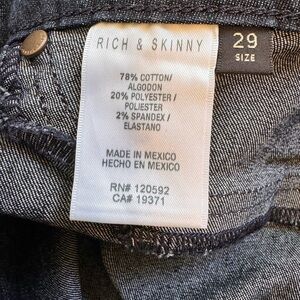 RICH & SKINNY
78% COTTON/
ALGODON
20% POLYESTER /
POLIESTER
2% SPANDEX /
ELASTANO
MADE IN MEXICO
HECHO EN MEXICO
RN# 120592
CA# 19371
29
SIZE